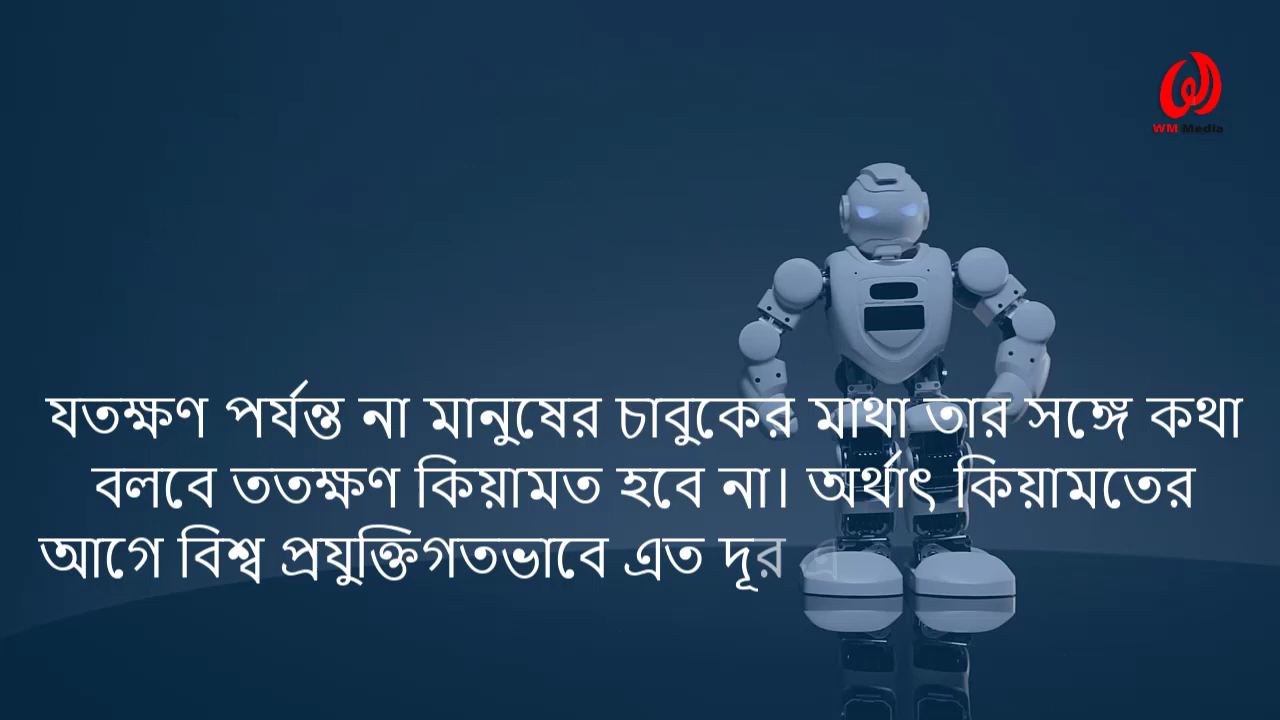 WM Media
যতক্ষণ পর্যন্ত না মানুষের চাবুকের মাথা তার সঙ্গে কথা
বলবে ততক্ষণ কিয়ামত হবে না। অর্থাৎ কিয়ামতের
আগে বিশ্ব প্রযুক্তিগতভাবে এত দূর